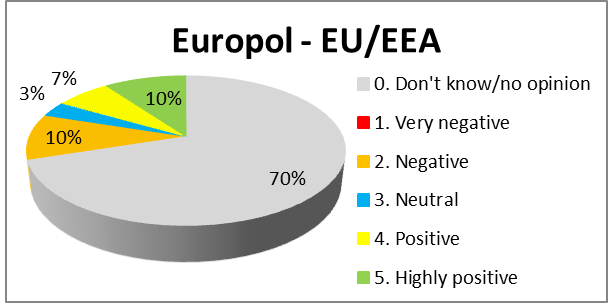 Europol - EU/EEA
7%
3%
10%
10%
70%
0. Don't know/no opinion
1. Very negative
2. Negative
3. Neutral
4. Positive
5. Highly positive